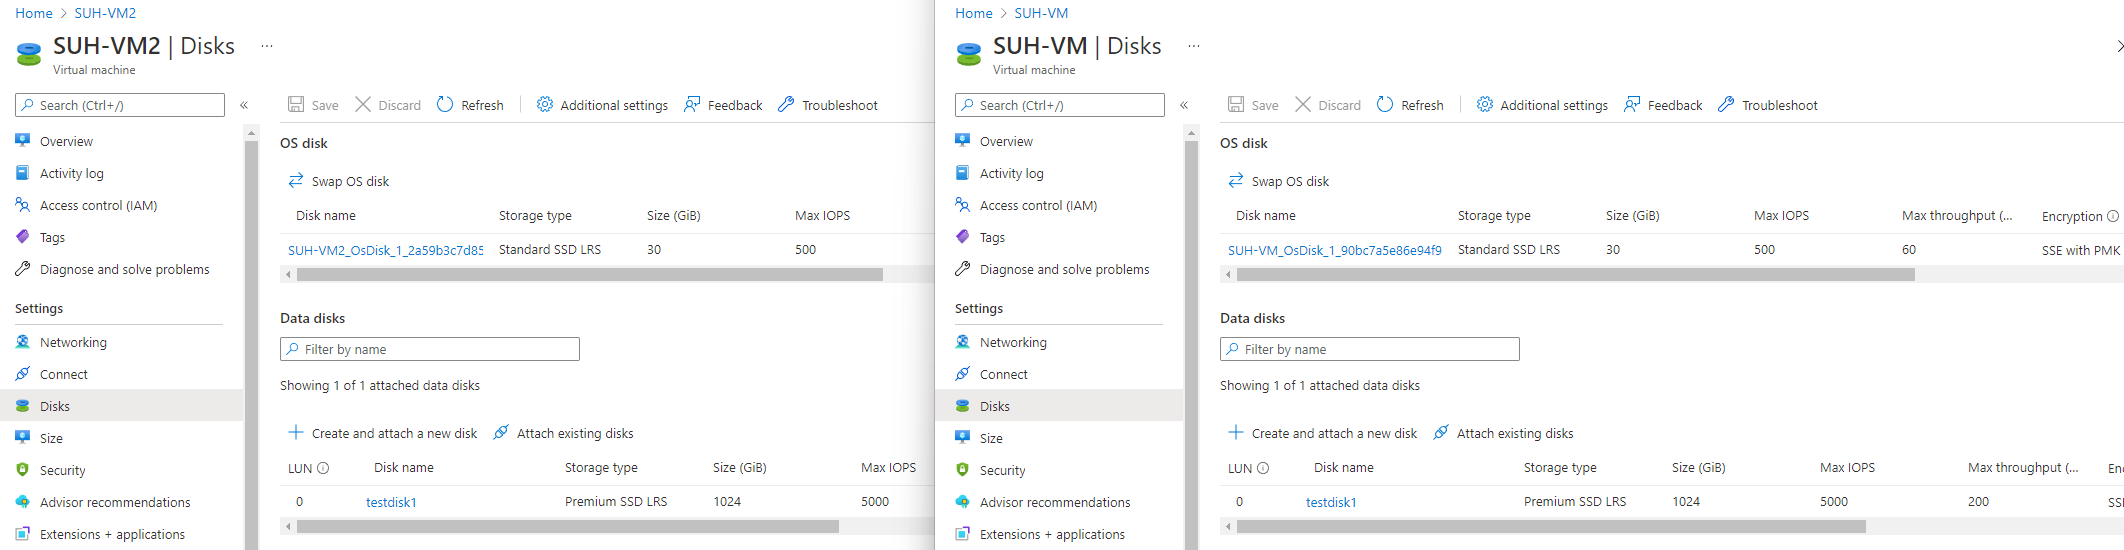 Home > SUH-VM2
SUH-VM2 | Disks ...
Virtual machine
Search (Ctrl+/) «
Overview
Activity log
Access control (IAM)
Tags
Diagnose and solve problems
Settings
Networking
Connect
Disks
Size
Security
Advisor recommendations
Extensions + applications
Save Discard Refresh Additional settings Feedback Troubleshoot
OS disk
Swap OS disk
Disk name Storage type Size (GiB) Max IOPS
SUH-VM2_OsDisk_1_2a59b3c7d85 Standard SSD LRS 30 500
Data disks
Filter by name
Showing 1 of 1 attached data disks
Create and attach a new disk Attach existing disks
LUN Disk name Storage type Size (GiB) Max IOPS
0 testdisk1 Premium SSD LRS 1024 5000
Home > SUH-VM
SUH-VM | Disks ...
Virtual machine
Search (Ctrl+/) «
Overview
Activity log
Access control (IAM)
Tags
Diagnose and solve problems
Settings
Networking
Connect
Disks
Size
Security
Advisor recommendations
Extensions + applications
Save Discard Refresh Additional settings Feedback Troubleshoot
OS disk
Swap OS disk
Disk name Storage type Size (GiB) Max IOPS Max throughput (... Encryption
SUH-VM_OsDisk_1_90bc7a5e86e94f9 Standard SSD LRS 30 500 60 SSE with PMK
Data disks
Filter by name
Showing 1 of 1 attached data disks
Create and attach a new disk Attach existing disks
LUN Disk name Storage type Size (GiB) Max IOPS Max throughput (... En
0 testdisk1 Premium SSD LRS 1024 5000 200 SS